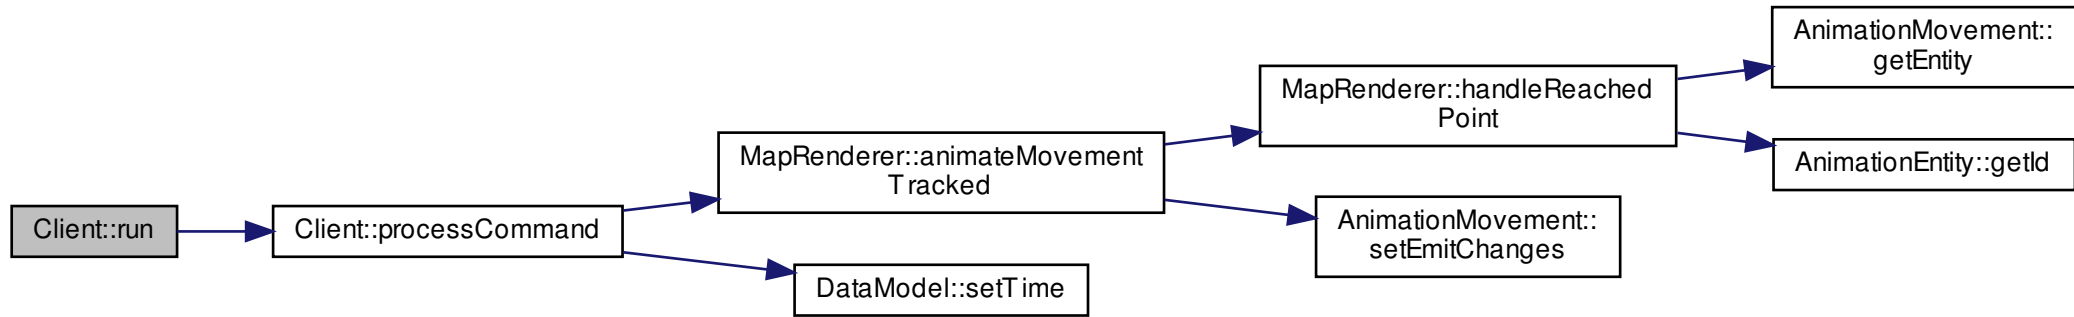 Client::run
Client::processCommand
MapRenderer::animateMovement
Tracked
DataModel::setTime
MapRenderer::handleReached
Point
AnimationMovement::
setEmitChanges
AnimationMovement::
getEntity
AnimationEntity::getId